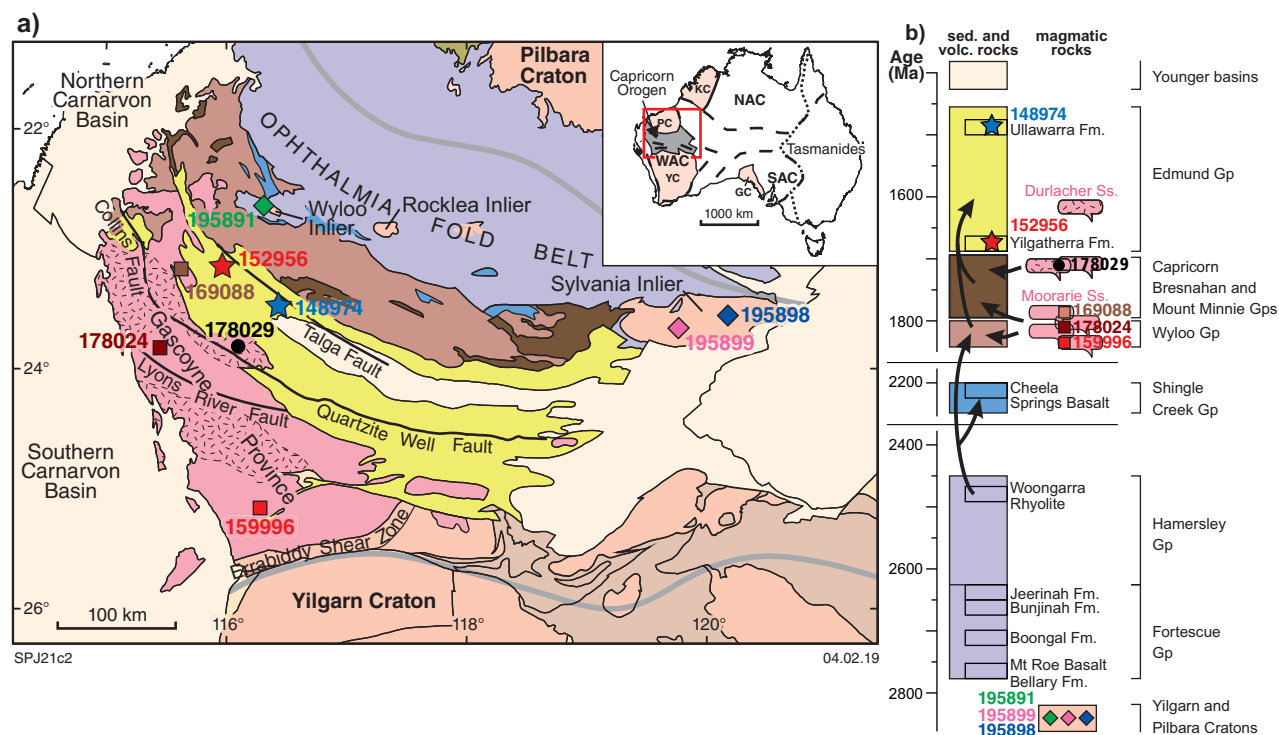 a)
Northern
Carnarvon
Basin
22°
24°
26°
Pilbara
Craton
OPHTHALMIA
FOLD
BELT
195891
Wyloo
Inlier
Rocklea Inlier
Sylvania Inlier
152956
169088
148974
178029
178024
195898
195899
Collins
Fault
Gascoyne
Province
Talga Fault
Lyons River Fault
Quartzite Well Fault
Southern
Carnarvon
Basin
159996
Errabiddy Shear Zone
Yilgarn Craton
100 km
116°
118°
120°
SPJ21c2
04.02.19
Capricorn
Orogen
KC
NAC
PC
WAC
YC
GC
SAC
Tasmanides
1000 km
b)
sed. and
volc. rocks
magmatic
rocks
Age
(Ma)
1600
1800
2200
2400
2600
2800
Younger basins
148974
Ullawarra Fm.
Edmund Gp
Durlacher Ss.
152956
Yilgatherra Fm.
178029
Capricorn
Bresnahan and
Mount Minnie Gps
Moorarie Ss.
169088
178024
159996
Wyloo Gp
Cheela
Springs Basalt
Shingle
Creek Gp
Woongarra
Rhyolite
Hamersley
Gp
Jeerinah Fm.
Bunjinah Fm.
Boongal Fm.
Mt Roe Basalt
Bellary Fm.
Fortescue
Gp
195891
195899
195898
Yilgarn and
Pilbara Cratons